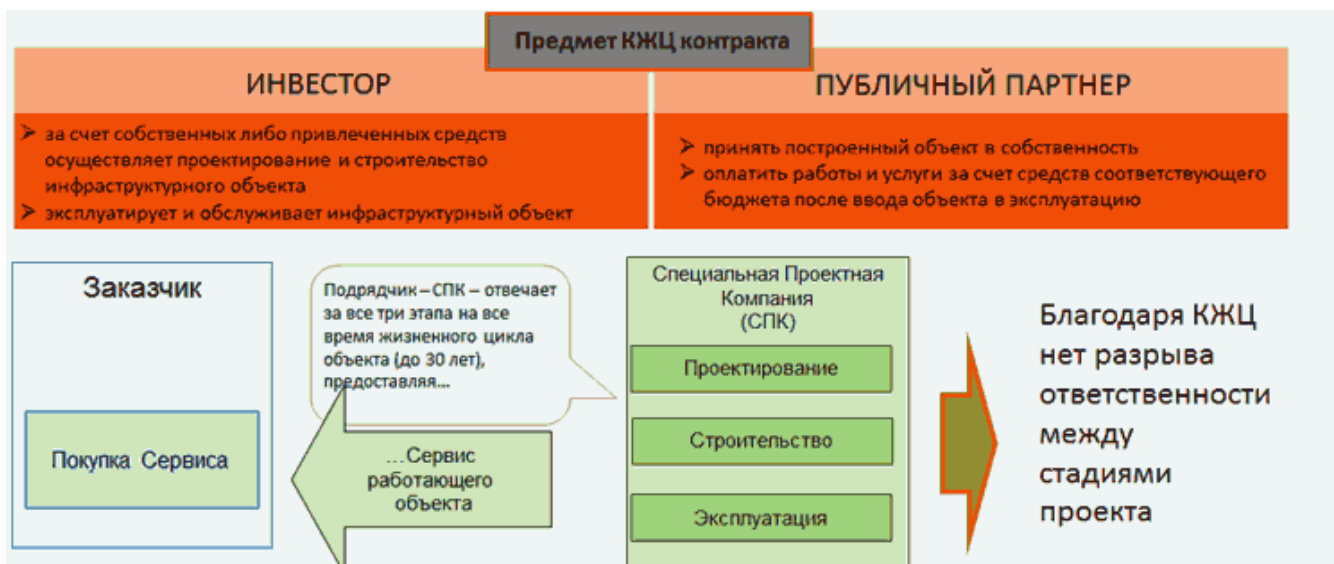 Предмет КЖЦ контракта
ИНВЕСТОР
за счет собственных либо привлеченных средств
осуществляет проектирование и строительство
инфраструктурного объекта
эксплуатирует и обслуживает инфраструктурный объект
ПУБЛИЧНЫЙ ПАРТНЕР
принять построенный объект в собственность
оплатить работы и услуги за счет средств соответствующего
бюджета после ввода объекта в эксплуатацию
Заказчик
Покупка Сервиса
Подрядчик – СПК – отвечает
за все три этапа на все
время жизненного цикла
объекта (до 30 лет),
предоставляя...
...Сервис
работающего
объекта
Специальная Проектная
Компания
(СПК)
Проектирование
Строительство
Эксплуатация
Благодаря КЖЦ
нет разрыва
ответственности
между
стадиями
проекта